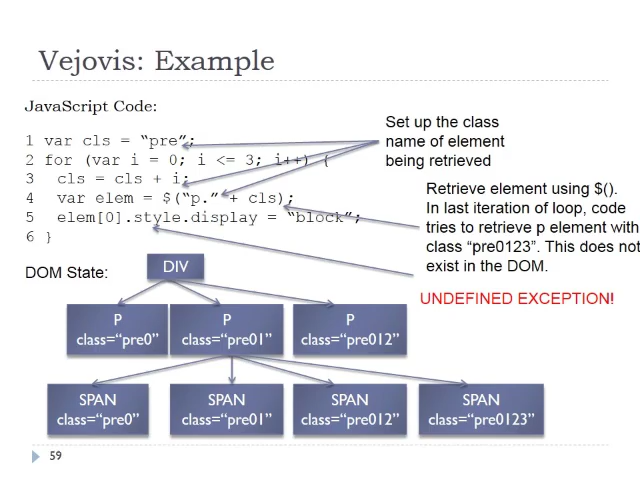 Vejovis: Example
JavaScript Code:
1 var cls = “pre”;
2 for (var i = 0; i <= 3; i++) {
3 cls = cls + i;
4 var elem = $(“p.” + cls);
5 elem[0].style.display = “block”;
6 }
Set up the class
name of element
being retrieved
Retrieve element using $().
In last iteration of loop, code
tries to retrieve p element with
class “pre0123”. This does not
exist in the DOM.
UNDEFINED EXCEPTION!
DOM State:
DIV
P
class=“pre0”
P
class=“pre01”
P
class=“pre012”
SPAN
class=“pre0”
SPAN
class=“pre01”
SPAN
class=“pre012”
SPAN
class=“pre0123”
59